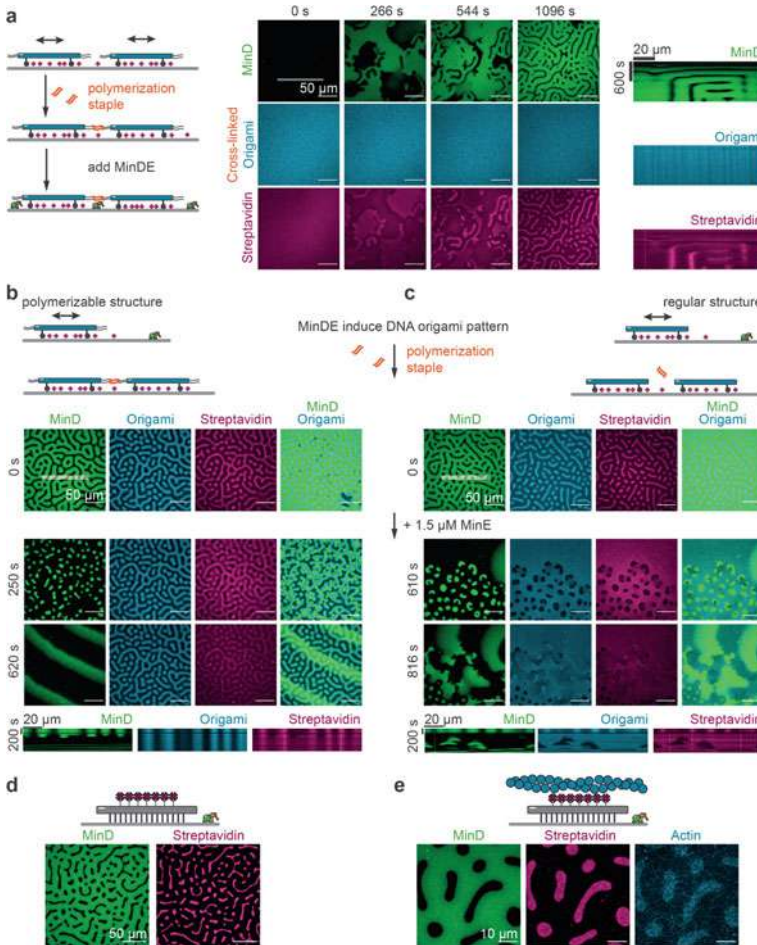 a
0 s 266 s 544 s 1096 s
polymerization
staple
add MinDE
MinD
50 µm
Cross-linked
Origami
Streptavidin
20 µm
MinD
600 s
Origami
Streptavidin
b
polymerizable structure
MinDE induce DNA origami pattern
polymerization
staple
c
regular structure
MinD Origami Streptavidin MinD
Origami
0 s
50 µm
250 s
620 s
20 µm
MinD Origami Streptavidin
200 s
MinD Origami Streptavidin MinD
Origami
0 s
50 µm
+ 1.5 µM MinE
610 s
816 s
20 µm
MinD Origami Streptavidin
200 s
d
MinD Streptavidin
50 µm
e
MinD Streptavidin Actin
10 µm